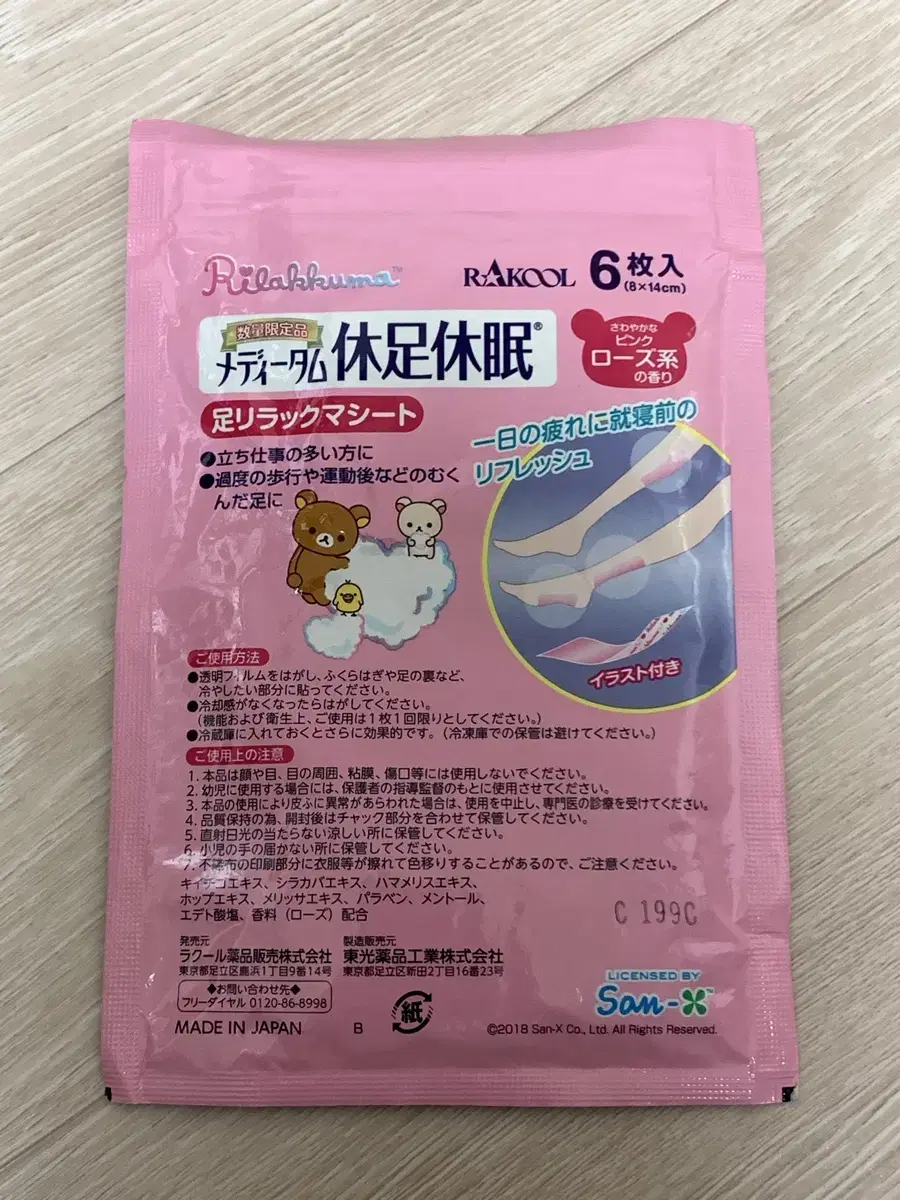 Rilakkuma™
RAKOOL 6枚入
(8×14cm)
数量限定品
メディータム 休足休眠®
さわやかな
ピンク
ローズ系
の香り
足リラックマシート
一日の疲れに就寝前の
リフレッシュ
●立ち仕事の多い方に
●過度の歩行や運動後などのむく
んだ足に
イラスト付き
ご使用方法
●透明フィルムをはがし、ふくらはぎや足の裏など、
冷やしたい部分に貼ってください。
●冷却感がなくなったらはがしてください。
(機能および衛生上、ご使用は1枚1回限りとしてください。)
●冷蔵庫に入れておくとさらに効果的です。(冷凍庫での保管は避けてください。)
ご使用上の注意
1. 本品は顔や目、目の周囲、粘膜、傷口等には使用しないでください。
2. 幼児に使用する場合には、保護者の指導監督のもとに使用させてください。
3. 本品の使用により皮ふに異常があらわれた場合は、使用を中止し、専門医の診療を受けてください。
4. 品質保持の為、開封後はチャック部分を合わせて保管してください。
5. 直射日光の当たらない涼しい所に保管してください。
6. 小児の手の届かない所に保管してください。
7. 不織布の印刷部分に衣服等が擦れて色移りすることがあるので、ご注意ください。
キイチゴエキス、シラカバエキス、ハマメリスエキス、
ホップエキス、メリッサエキス、パラベン、メントール、
エデト酸塩、香料(ローズ)配合
C 199C
発売元
ラクール薬品販売株式会社
東京都足立区鹿浜1丁目9番14号
製造販売元
東光薬品工業株式会社
東京都足立区新田2丁目16番23号
◆お問い合わせ先◆
フリーダイヤル 0120-86-8998
MADE IN JAPAN B
紙
LICENSED BY
San-X™
©2018 San-X Co., Ltd. All Rights Reserved.